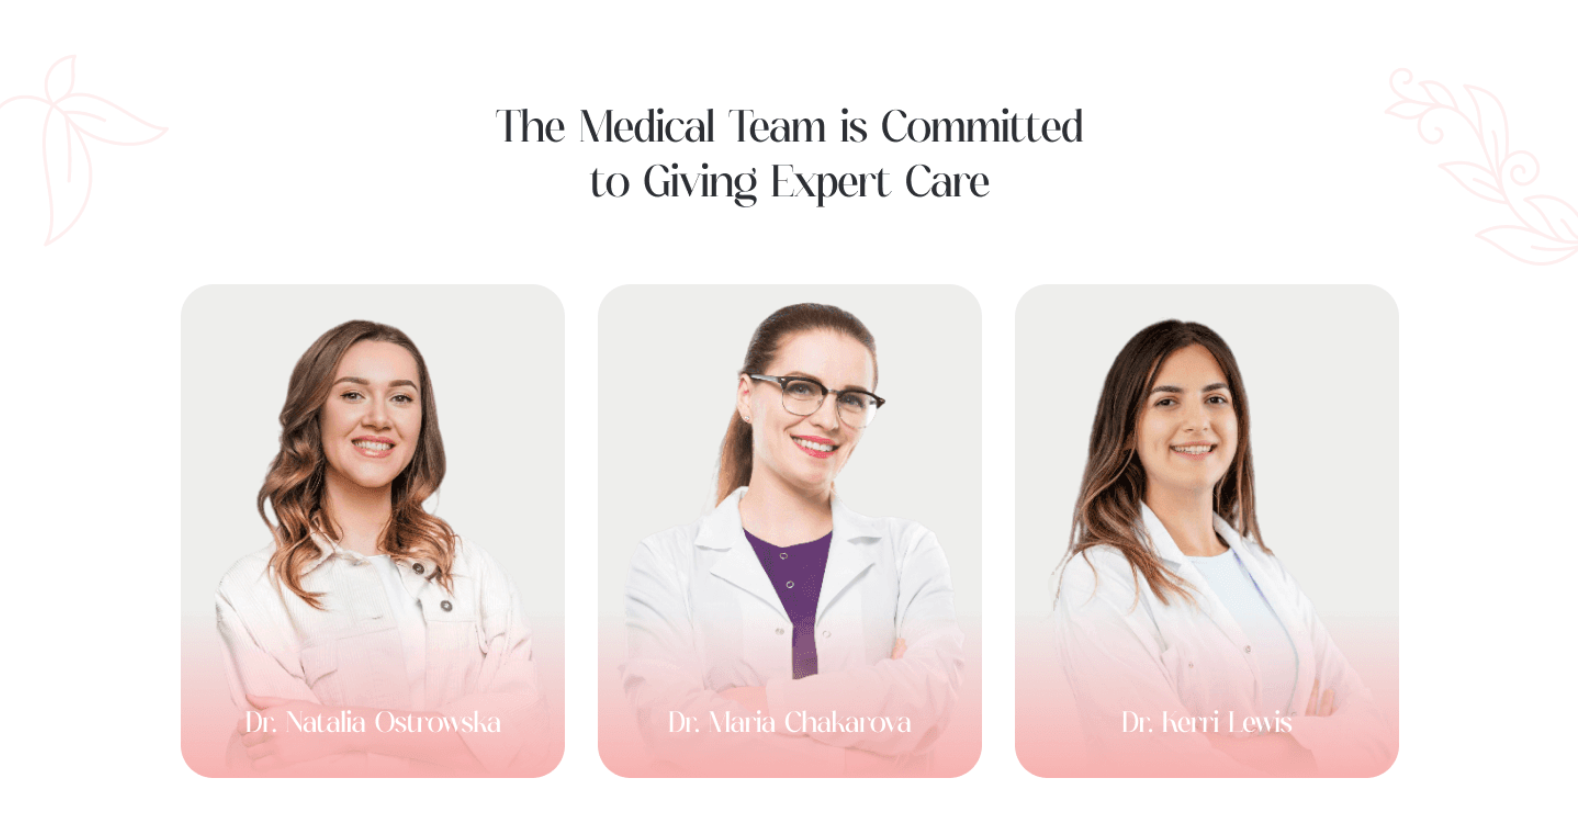 The Medical Team is Committed
to Giving Expert Care
Dr. Natalia Ostrowska
Dr. Maria Chakarova
Dr. Kerri Lewis